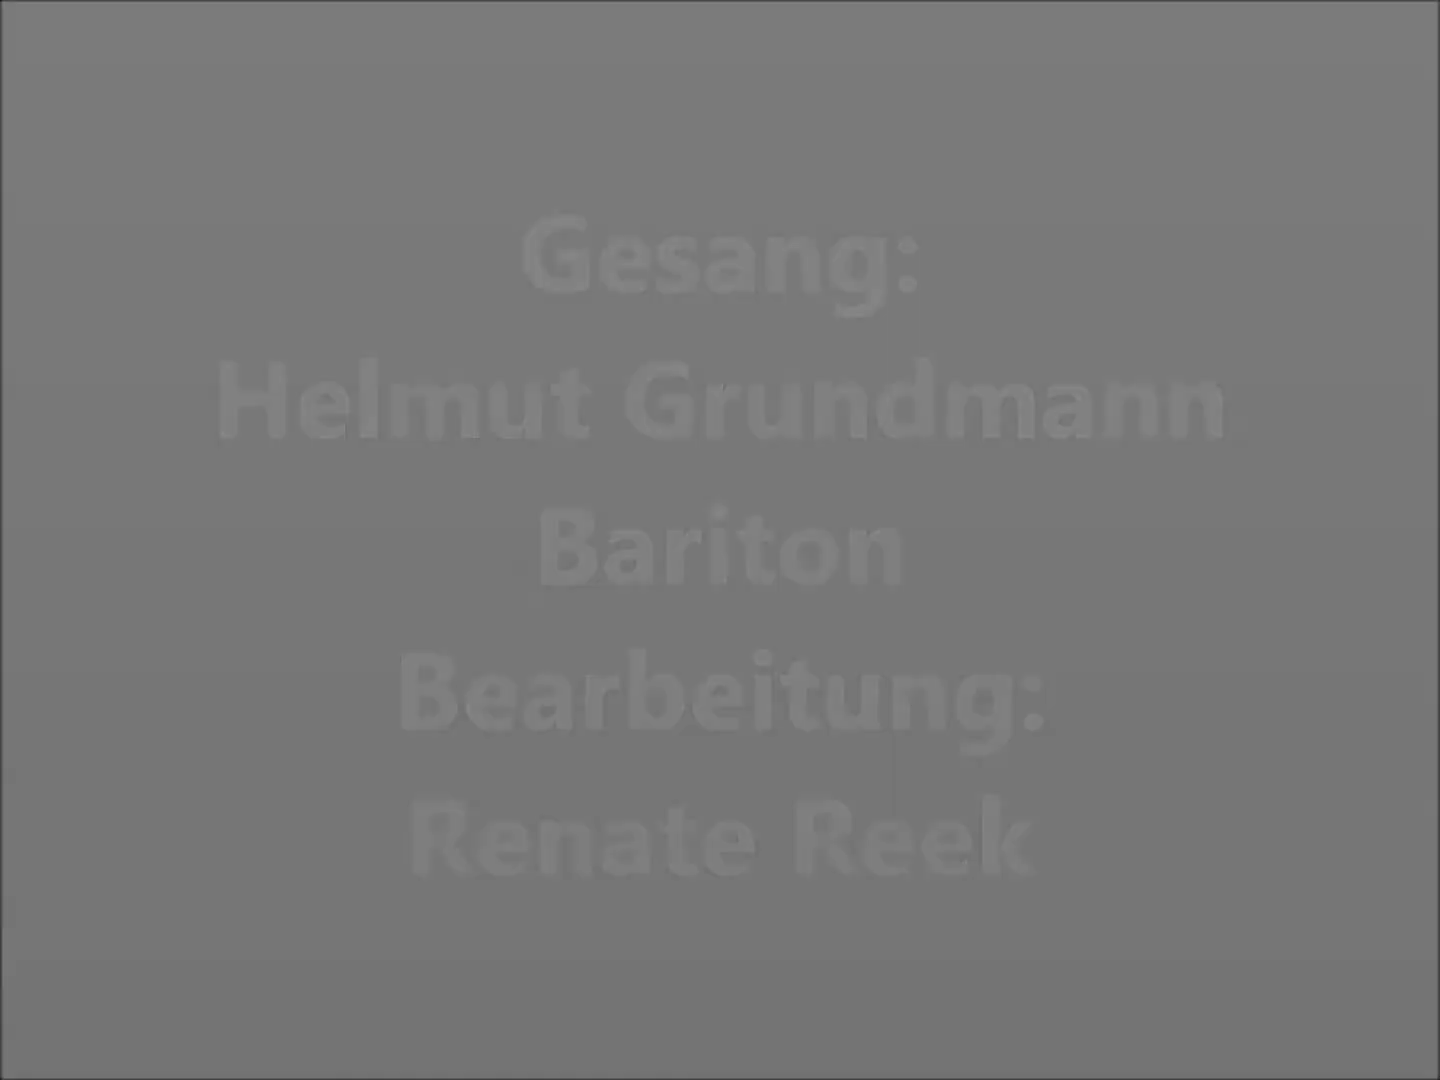 Gesang:
Helmut Grundmann
Bariton
Bearbeitung:
Renate Reek